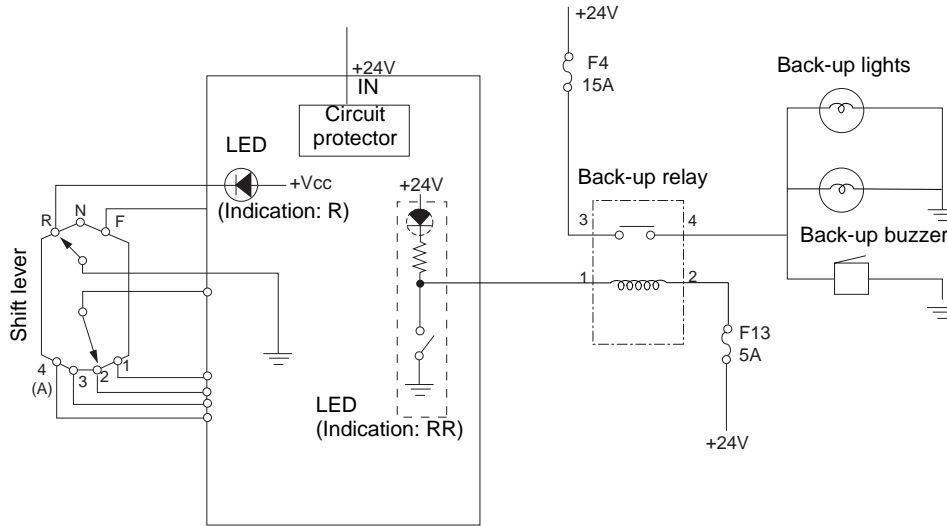 +24V
F4
15A
Back-up lights
+24V
IN
Circuit
protector
LED
+Vcc
(Indication: R)
+24V
Back-up relay
3
4
Back-up buzzer
R
N
F
Shift lever
1
2
F13
5A
4
(A)
3
2
1
LED
(Indication: RR)
+24V